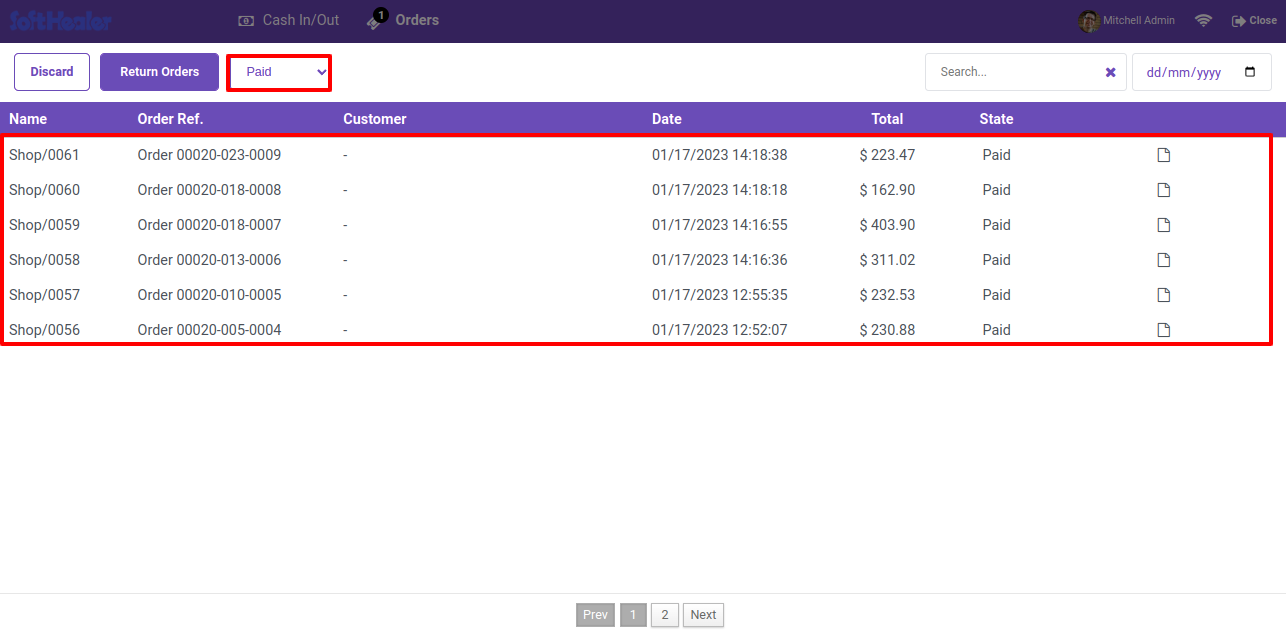 SoftHealer Cash In/Out 1 Orders Mitchell Admin Close
Discard Return Orders Paid Search... dd/mm/yyyy
Name Order Ref. Customer Date Total State
Shop/0061 Order 00020-023-0009 - 01/17/2023 14:18:38 $ 223.47 Paid
Shop/0060 Order 00020-018-0008 - 01/17/2023 14:18:18 $ 162.90 Paid
Shop/0059 Order 00020-018-0007 - 01/17/2023 14:16:55 $ 403.90 Paid
Shop/0058 Order 00020-013-0006 - 01/17/2023 14:16:36 $ 311.02 Paid
Shop/0057 Order 00020-010-0005 - 01/17/2023 12:55:35 $ 232.53 Paid
Shop/0056 Order 00020-005-0004 - 01/17/2023 12:52:07 $ 230.88 Paid
Prev 1 2 Next